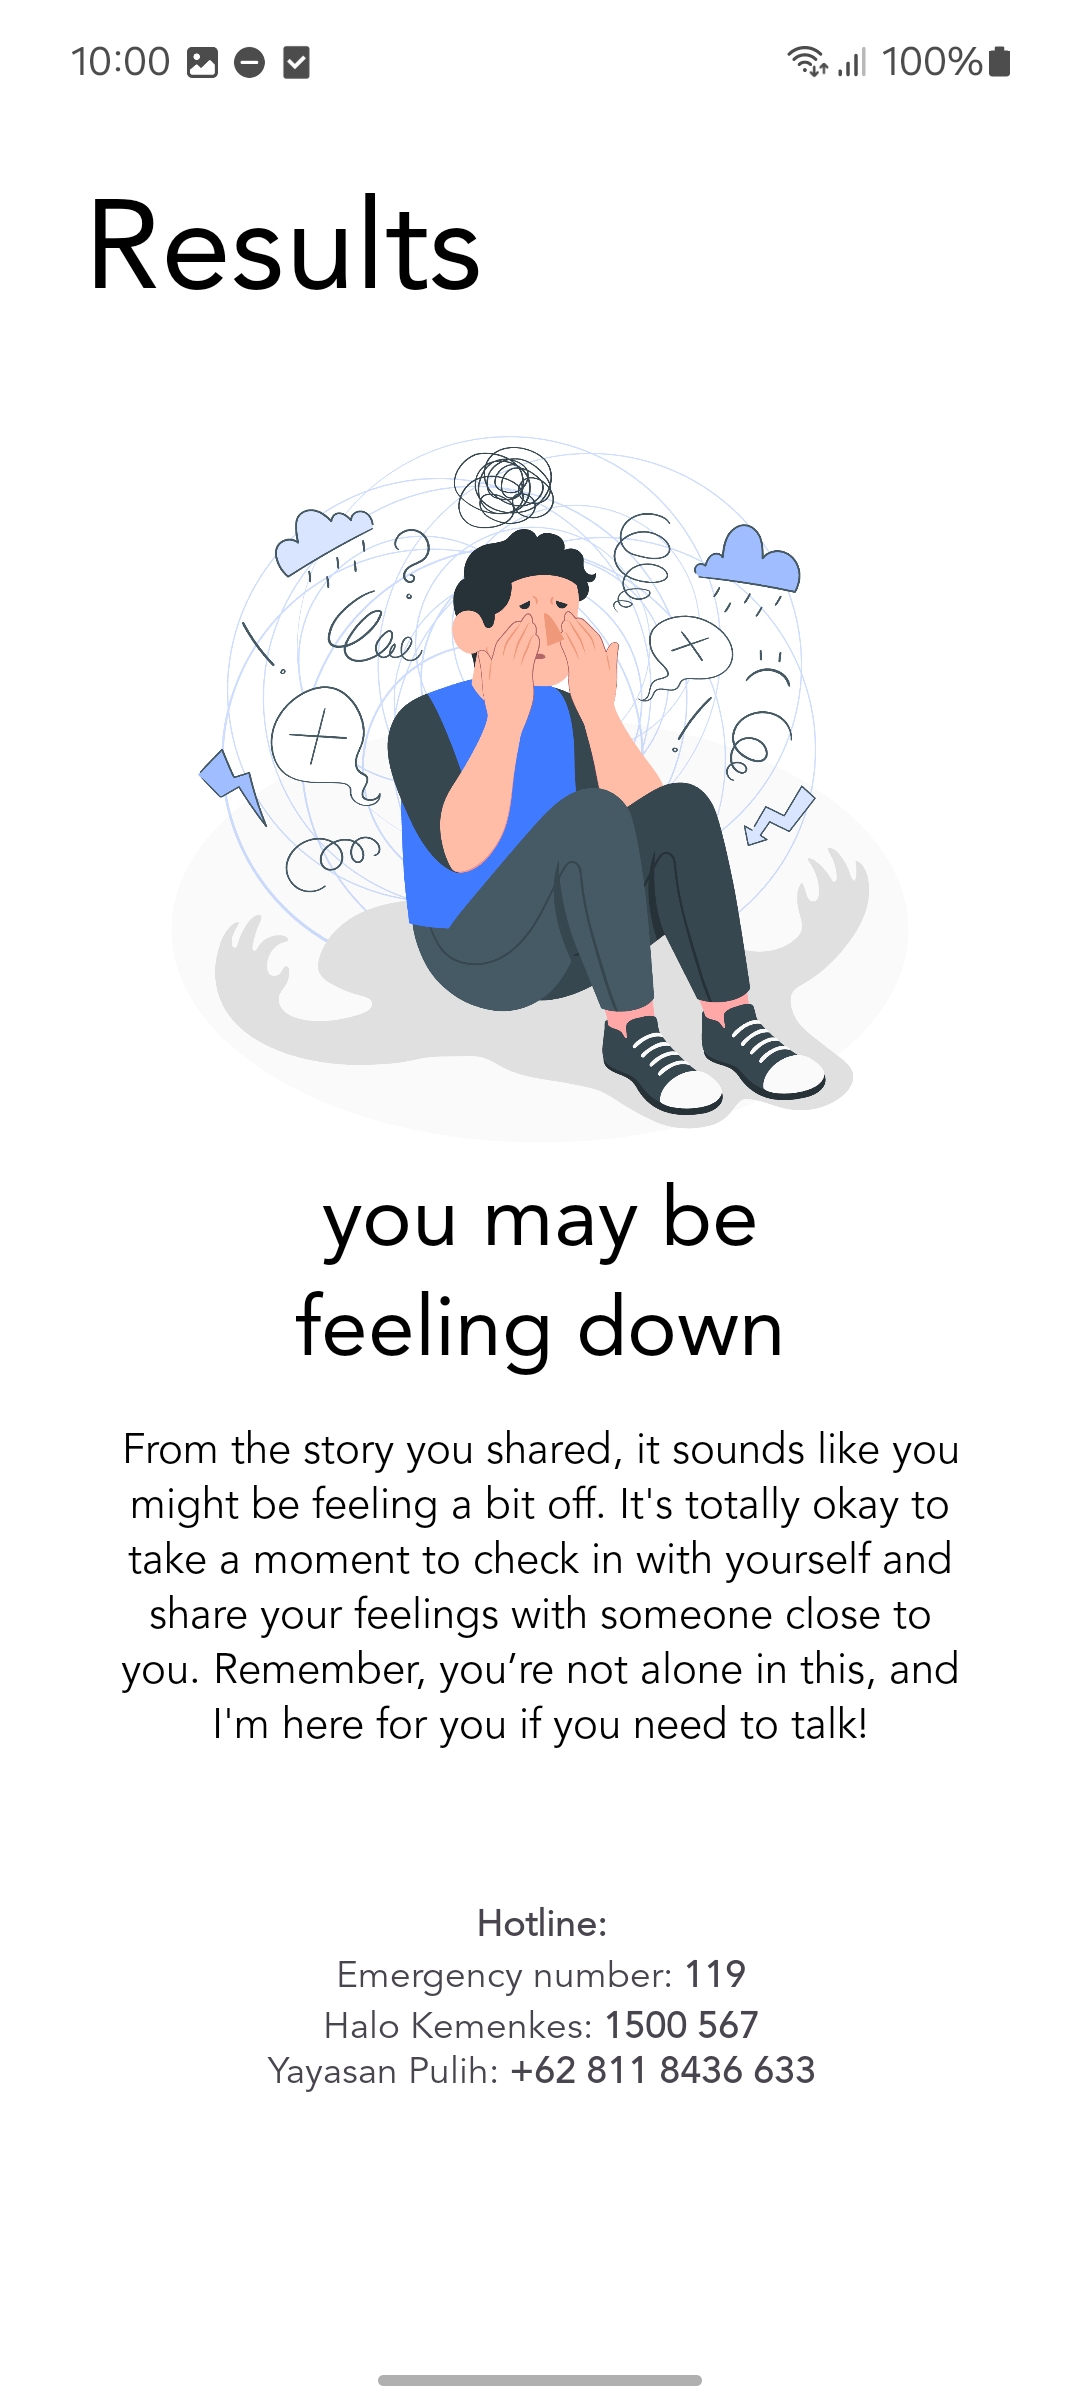 10:00 100%
Results
you may be
feeling down
From the story you shared, it sounds like you
might be feeling a bit off. It's totally okay to
take a moment to check in with yourself and
share your feelings with someone close to
you. Remember, you’re not alone in this, and
I'm here for you if you need to talk!
Hotline:
Emergency number: 119
Halo Kemenkes: 1500 567
Yayasan Pulih: +62 811 8436 633